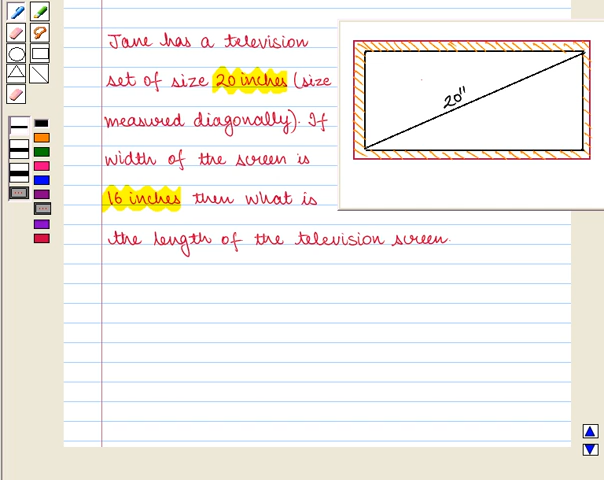 Jane has a television
set of size 20 inches (size
measured diagonally). If
width of the screen is
16 inches then what is
the length of the television screen.
20"